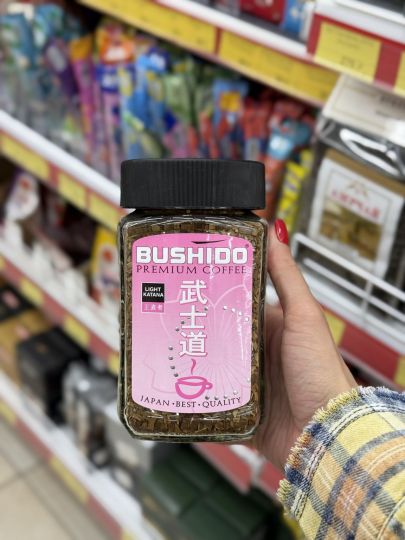 BUSHIDO
PREMIUM COFFEE
LIGHT
KATANA
武士道
JAPAN • BEST • QUALITY